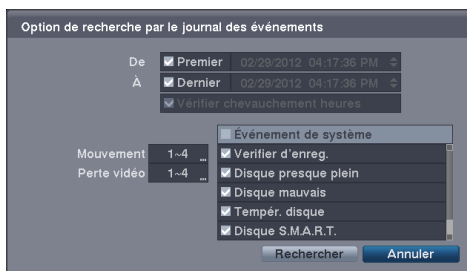 Option de recherche par le journal des événements
De Premier 02/29/2012 04:17:36 PM
À Dernier 02/29/2012 04:17:36 PM
Vérifier chevauchement heures
Événement de système
Mouvement 1~4 ...
Verifier d'enreg.
Perte vidéo 1~4 ...
Disque presque plein
Disque mauvais
Tempér. disque
Disque S.M.A.R.T.
Rechercher Annuler